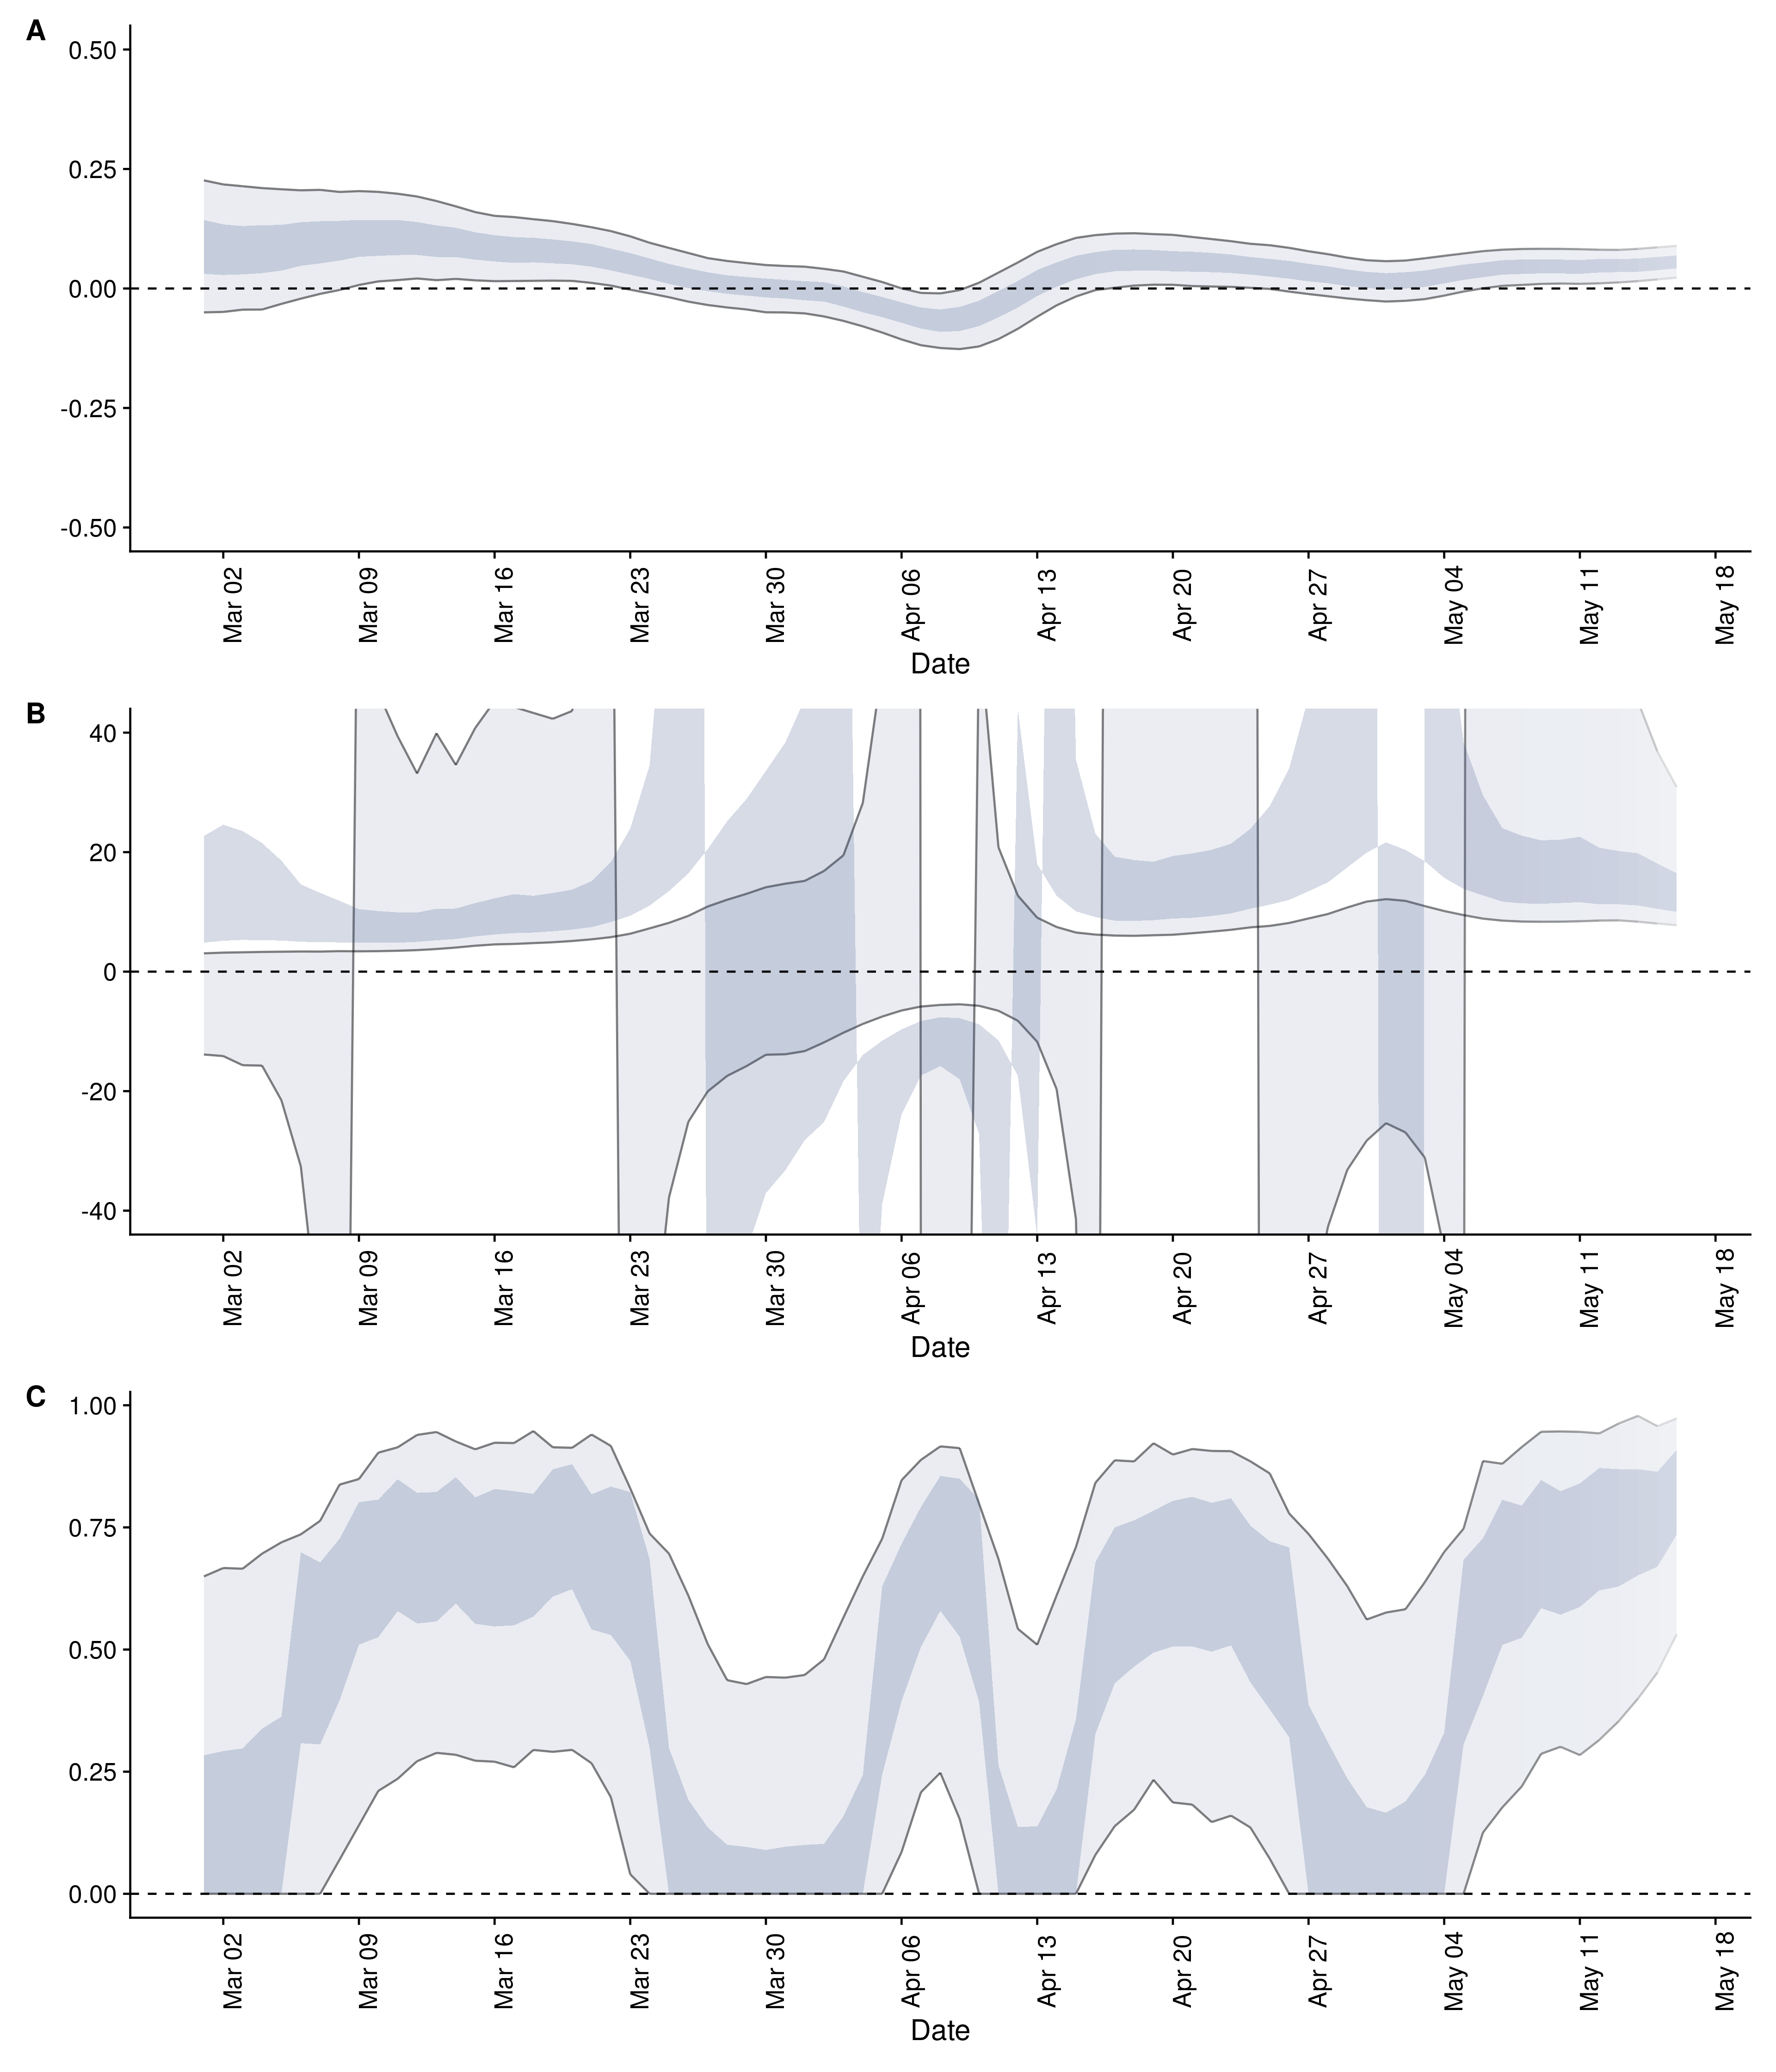 A
0.50
0.25
0.00
-0.25
-0.50
Mar 02
Mar 09
Mar 16
Mar 23
Mar 30
Apr 06
Apr 13
Apr 20
Apr 27
May 04
May 11
May 18
Date
B
40
20
0
-20
-40
Mar 02
Mar 09
Mar 16
Mar 23
Mar 30
Apr 06
Apr 13
Apr 20
Apr 27
May 04
May 11
May 18
Date
C
1.00
0.75
0.50
0.25
0.00
Mar 02
Mar 09
Mar 16
Mar 23
Mar 30
Apr 06
Apr 13
Apr 20
Apr 27
May 04
May 11
May 18
Date